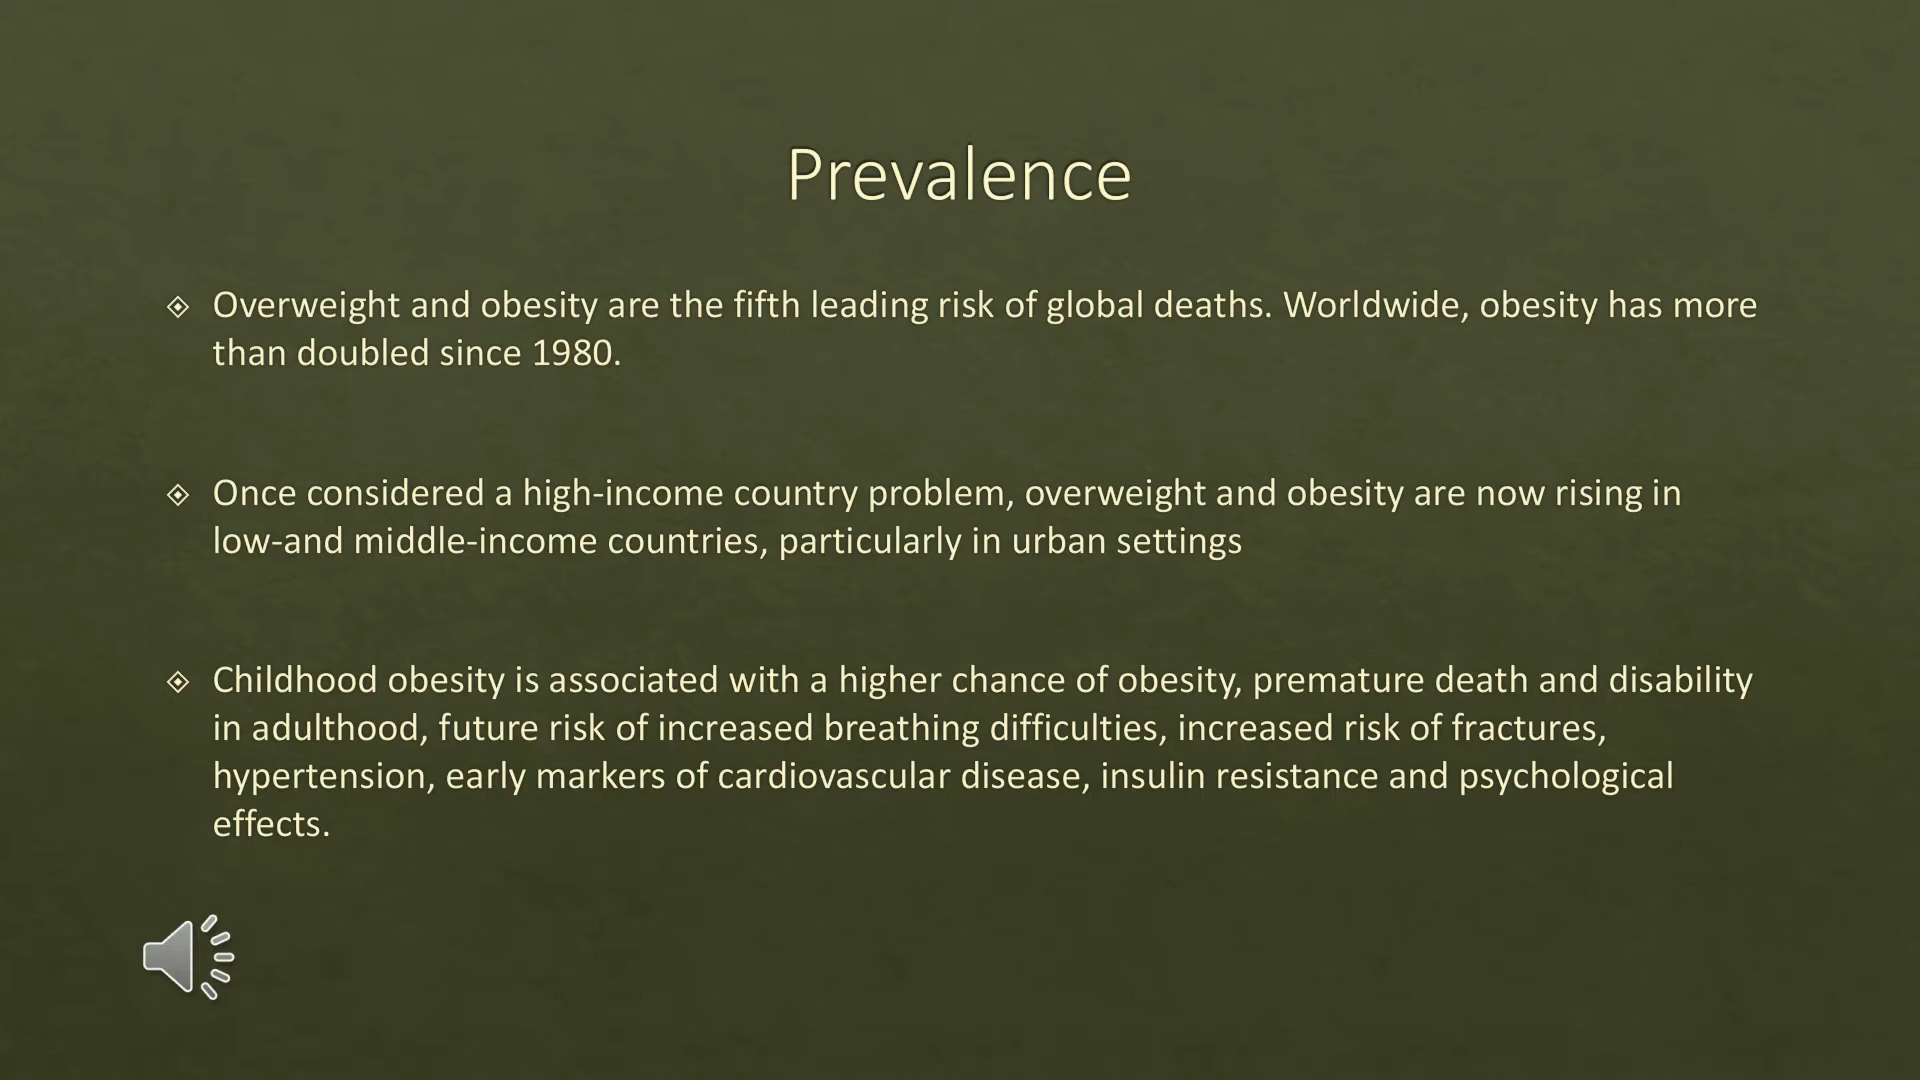 Prevalence
Overweight and obesity are the fifth leading risk of global deaths. Worldwide, obesity has more
than doubled since 1980.
Once considered a high-income country problem, overweight and obesity are now rising in
low-and middle-income countries, particularly in urban settings
Childhood obesity is associated with a higher chance of obesity, premature death and disability
in adulthood, future risk of increased breathing difficulties, increased risk of fractures,
hypertension, early markers of cardiovascular disease, insulin resistance and psychological
effects.